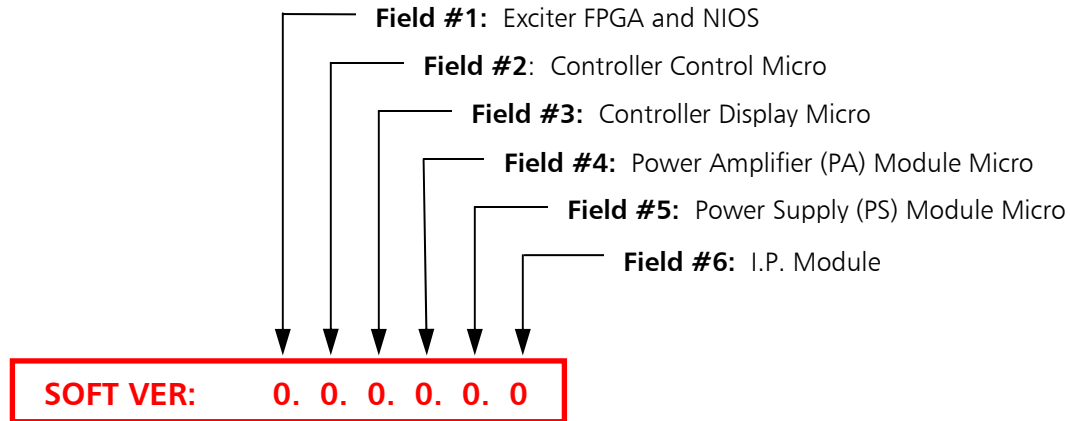 Field #1: Exciter FPGA and NIOS
Field #2: Controller Control Micro
Field #3: Controller Display Micro
Field #4: Power Amplifier (PA) Module Micro
Field #5: Power Supply (PS) Module Micro
Field #6: I.P. Module
SOFT VER: 0. 0. 0. 0. 0. 0